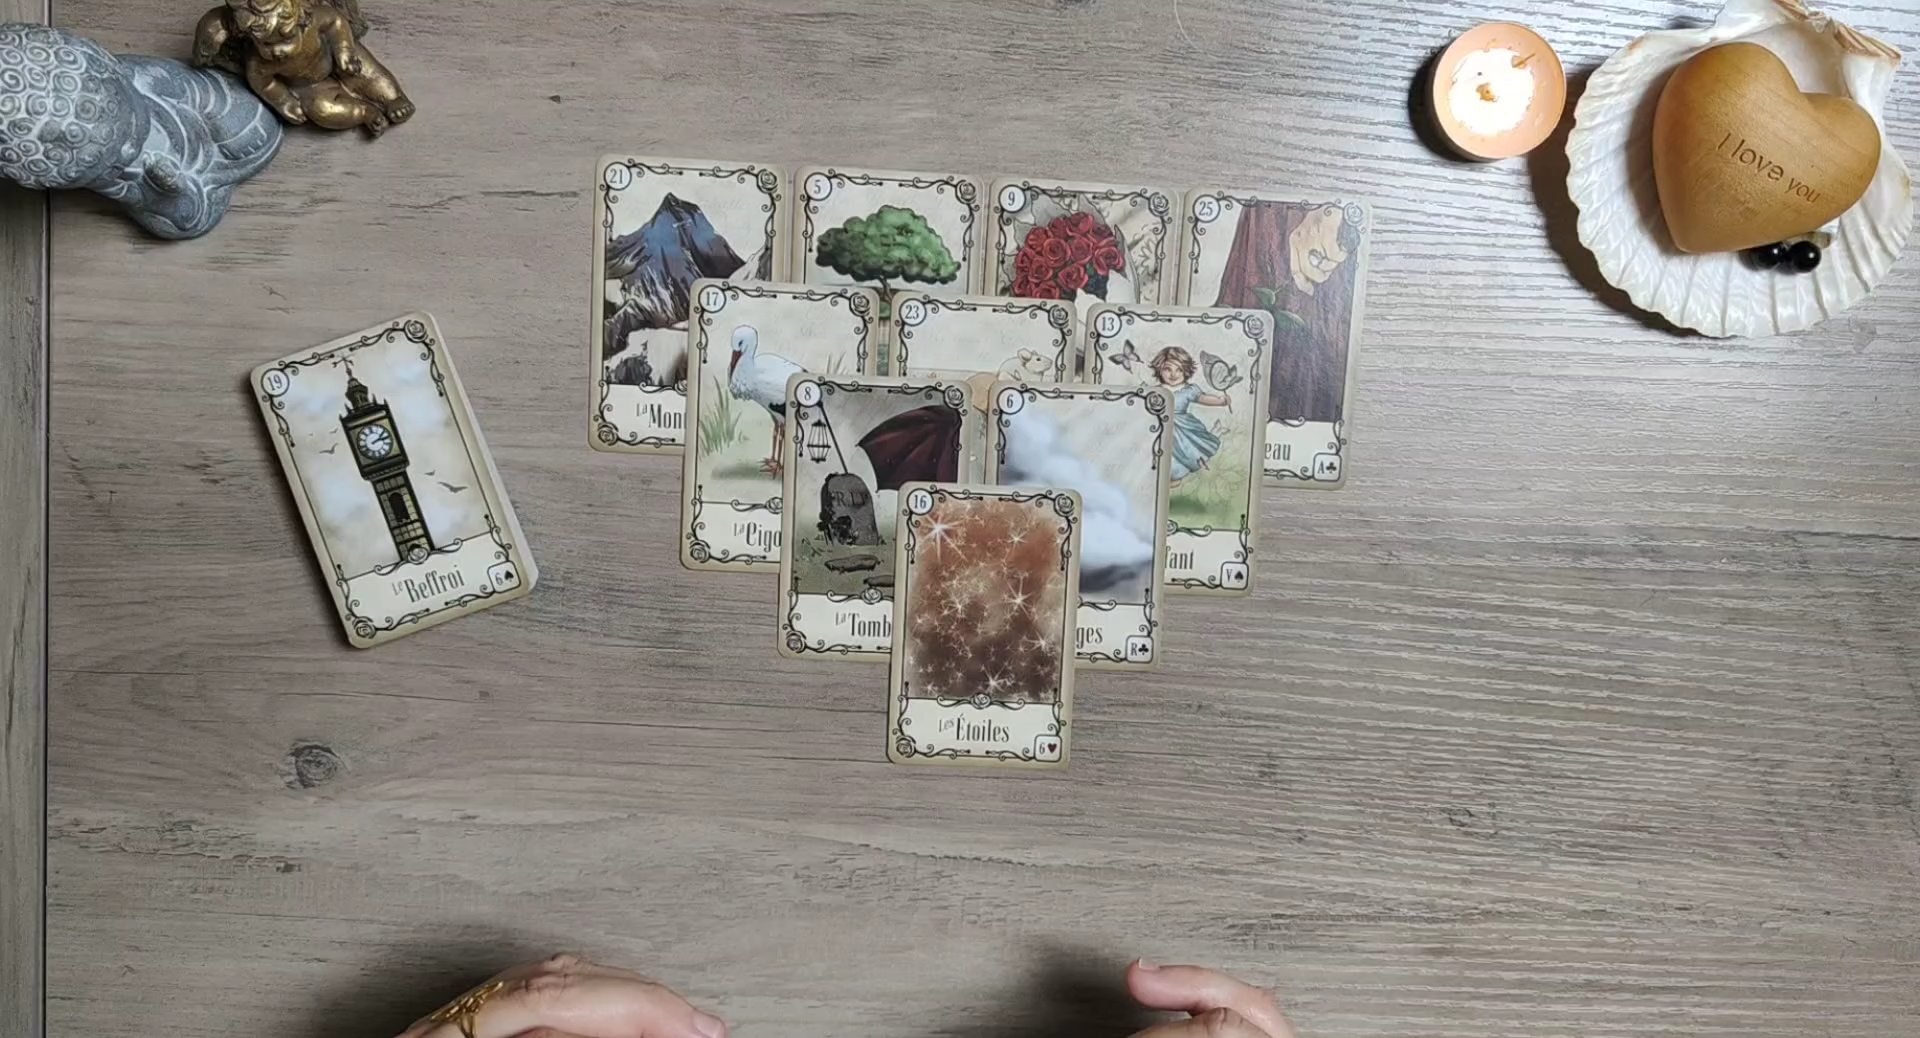 21
5
9
25
17
23
13
19
8
6
16
La Mon
eau
A♣
La Cigo
fant
V♠
RIP
Le Beffroi
6♠
La Tomb
ges
R♣
Les Étoiles
6♥
I love you